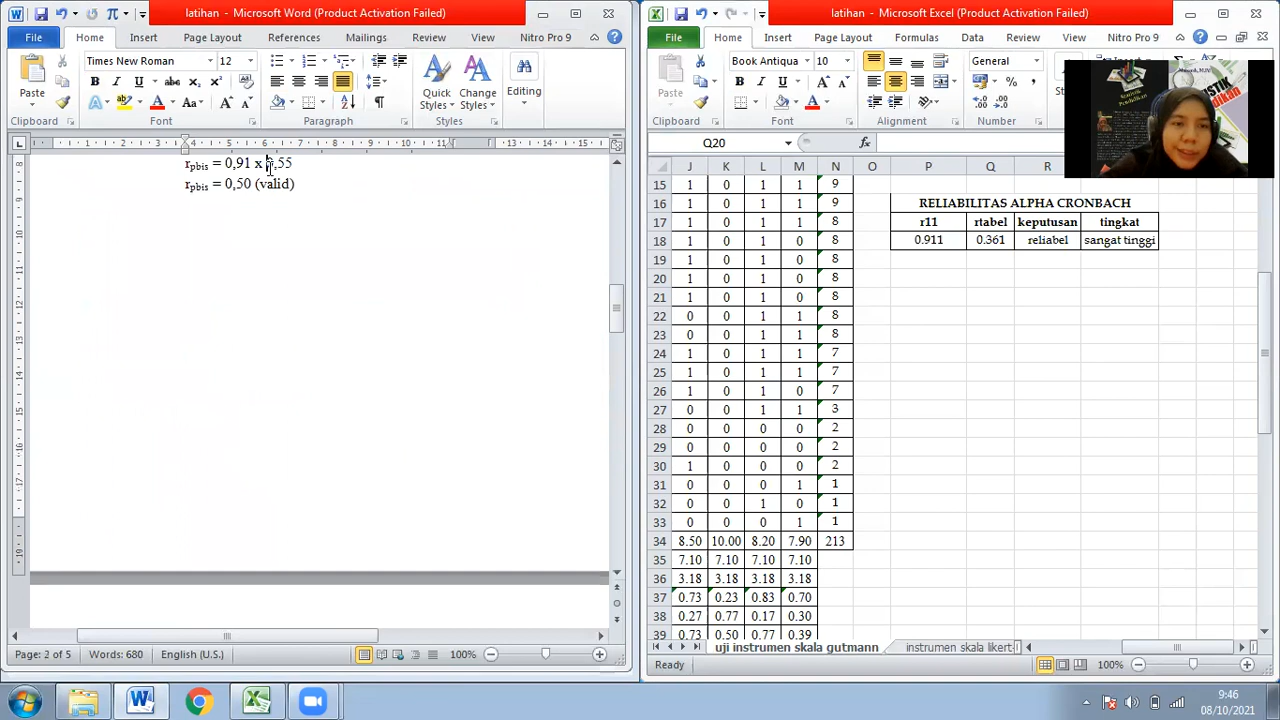 latihan - Microsoft Word (Product Activation Failed)
File Home Insert Page Layout References Mailings Review View Nitro Pro 9
Times New Roman 12
Paste
Quick Styles
Change Styles
Editing
Clipboard Font Paragraph Styles
r_pbis = 0,91 x 0,55
r_pbis = 0,50 (valid)
Page: 2 of 5 Words: 680 English (U.S.) 100%
latihan - Microsoft Excel (Product Activation Failed)
File Home Insert Page Layout Formulas Data Review View Nitro Pro 9
Book Antiqua 10 General
Paste
Clipboard Font Alignment Number
Q20 fx
J K L M N O P Q R
15 1 0 1 1 9
16 1 0 1 1 9 RELIABILITAS ALPHA CRONBACH
17 1 0 1 1 8 r11 rtabel keputusan tingkat
18 1 0 1 0 8 0.911 0.361 reliabel sangat tinggi
19 1 0 1 0 8
20 1 0 1 0 8
21 1 0 1 0 8
22 0 0 1 1 8
23 0 0 1 1 8
24 1 0 1 1 7
25 1 0 1 1 7
26 1 0 1 0 7
27 0 0 1 1 3
28 0 0 0 0 2
29 0 0 0 0 2
30 1 0 0 0 2
31 0 0 0 1 1
32 0 0 1 0 1
33 0 0 0 1 1
34 8.50 10.00 8.20 7.90 213
35 7.10 7.10 7.10 7.10
36 3.18 3.18 3.18 3.18
37 0.73 0.23 0.83 0.70
38 0.27 0.77 0.17 0.30
39 0.73 0.50 0.77 0.39
uji instrumen skala gutmann instrumen skala likert
Ready 100%
9:46
08/10/2021